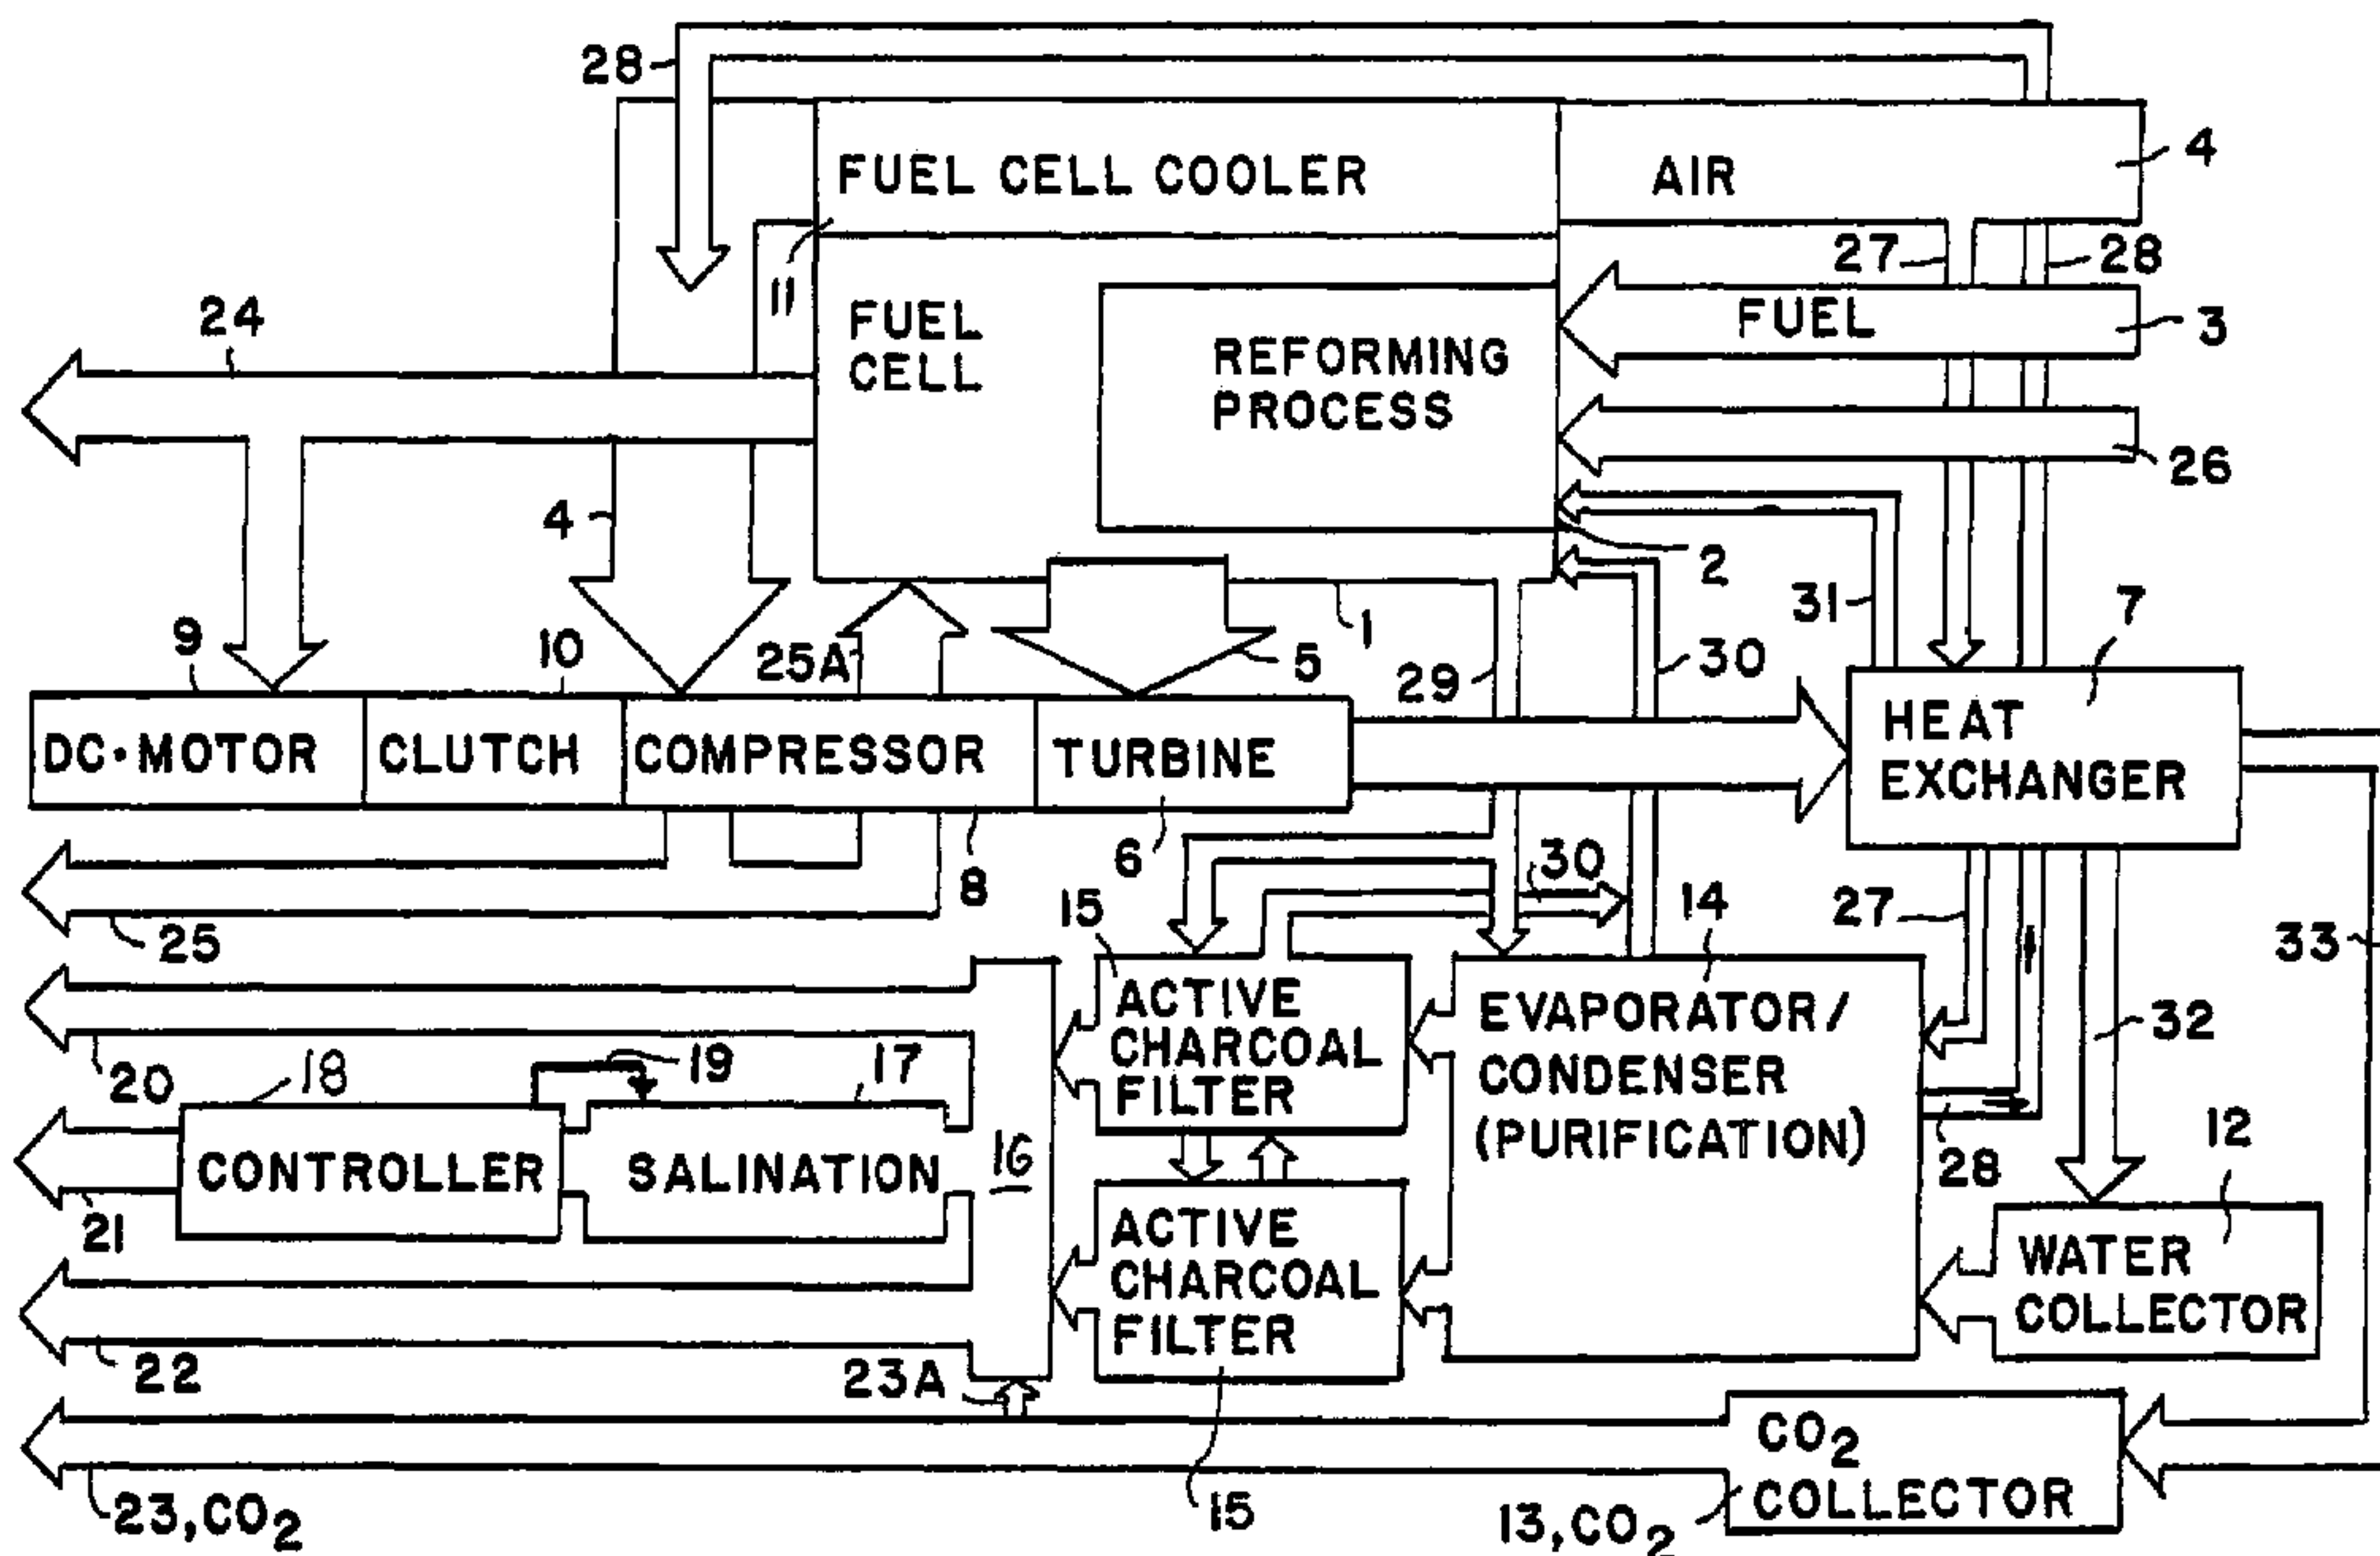 28
FUEL CELL COOLER
AIR
4
11
27
28
24
FUEL
CELL
REFORMING
PROCESS
FUEL
3
26
4
2
31
7
9
10
25A
5
1
29
30
DC·MOTOR
CLUTCH
COMPRESSOR
TURBINE
HEAT
EXCHANGER
6
8
30
25
15
14
27
33
ACTIVE
CHARCOAL
FILTER
EVAPORATOR/
CONDENSER
(PURIFICATION)
32
20
18
19
17
CONTROLLER
SALINATION
16
28
12
21
ACTIVE
CHARCOAL
FILTER
WATER
COLLECTOR
22
23A
CO2
COLLECTOR
23,CO2
15
13,CO2